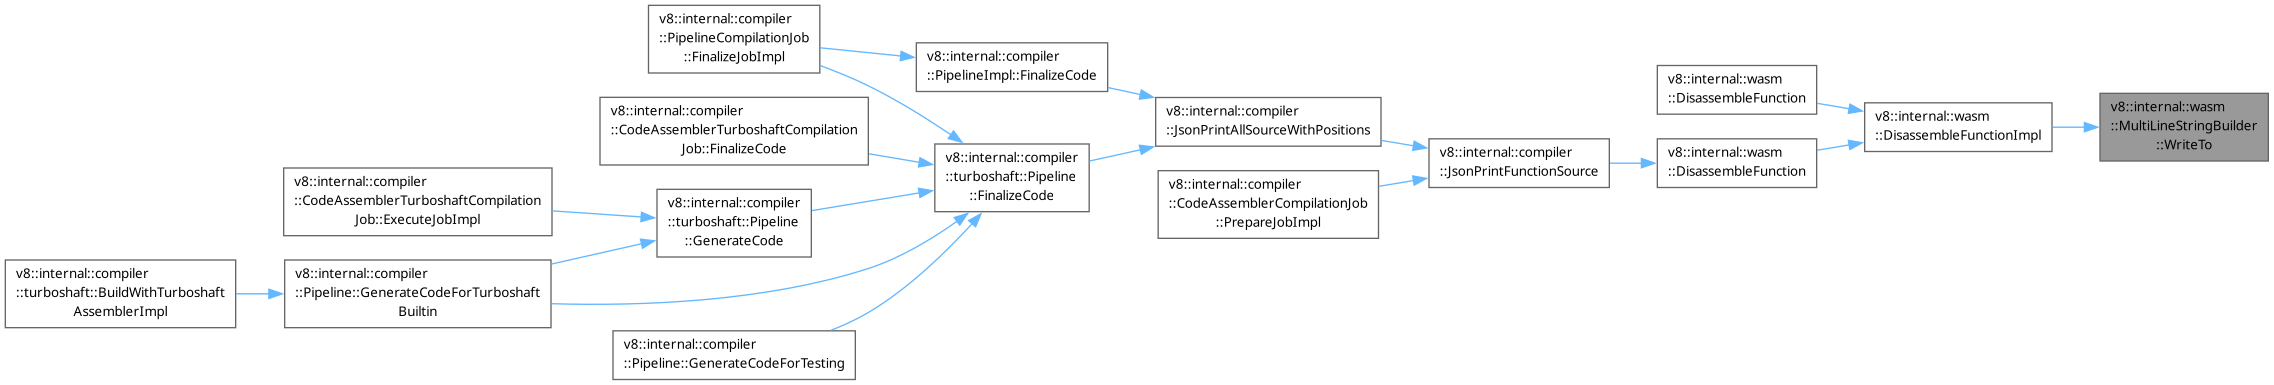 v8::internal::compiler
::PipelineCompilationJob
::FinalizeJobImpl
v8::internal::compiler
::PipelineImpl::FinalizeCode
v8::internal::wasm
::DisassembleFunction
v8::internal::wasm
::MultiLineStringBuilder
::WriteTo
v8::internal::compiler
::CodeAssemblerTurboshaftCompilation
Job::FinalizeCode
v8::internal::compiler
::JsonPrintAllSourceWithPositions
v8::internal::wasm
::DisassembleFunctionImpl
v8::internal::compiler
::turboshaft::Pipeline
::FinalizeCode
v8::internal::compiler
::JsonPrintFunctionSource
v8::internal::wasm
::DisassembleFunction
v8::internal::compiler
::CodeAssemblerTurboshaftCompilation
Job::ExecuteJobImpl
v8::internal::compiler
::turboshaft::Pipeline
::GenerateCode
v8::internal::compiler
::CodeAssemblerCompilationJob
::PrepareJobImpl
v8::internal::compiler
::turboshaft::BuildWithTurboshaft
AssemblerImpl
v8::internal::compiler
::Pipeline::GenerateCodeForTurboshaft
Builtin
v8::internal::compiler
::Pipeline::GenerateCodeForTesting